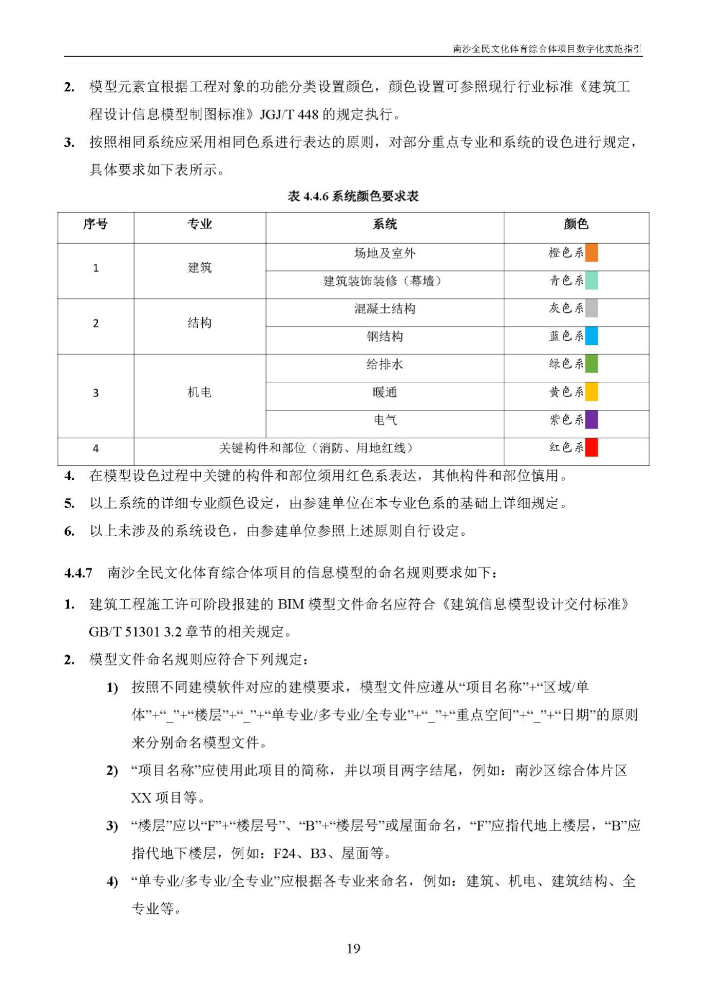 南沙全民文化体育综合体项目数字化实施指引
2. 模型元素宜根据工程对象的功能分类设置颜色，颜色设置可参照现行行业标准《建筑工
程设计信息模型制图标准》JGJ/T 448 的规定执行。
3. 按照相同系统应采用相同色系进行表达的原则，对部分重点专业和系统的设色进行规定，
具体要求如下表所示。
表 4.4.6 系统颜色要求表
序号 专业 系统 颜色
1 建筑 场地及室外 橙色系
建筑装饰装修（幕墙） 青色系
2 结构 混凝土结构 灰色系
钢结构 蓝色系
3 机电 给排水 绿色系
暖通 黄色系
电气 紫色系
4 关键构件和部位（消防、用地红线） 红色系
4. 在模型设色过程中关键的构件和部位须用红色系表达，其他构件和部位慎用。
5. 以上系统的详细专业颜色设定，由参建单位在本专业色系的基础上详细规定。
6. 以上未涉及的系统设色，由参建单位参照上述原则自行设定。
4.4.7 南沙全民文化体育综合体项目的信息模型的命名规则要求如下：
1. 建筑工程施工许可阶段报建的 BIM 模型文件命名应符合《建筑信息模型设计交付标准》
GB/T 51301 3.2 章节的相关规定。
2. 模型文件命名规则应符合下列规定：
1) 按照不同建模软件对应的建模要求，模型文件应遵从“项目名称”+“区域/单
体”+“_”+“楼层”+“_”+“单专业/多专业/全专业”+“_”+“重点空间”+“_”+“日期”的原则
来分别命名模型文件。
2) “项目名称”应使用此项目的简称，并以项目两字结尾，例如：南沙区综合体片区
XX 项目等。
3) “楼层”应以“F”+“楼层号”、“B”+“楼层号”或屋面命名，“F”应指代地上楼层，“B”应
指代地下楼层，例如：F24、B3、屋面等。
4) “单专业/多专业/全专业”应根据各专业来命名，例如：建筑、机电、建筑结构、全
专业等。
19